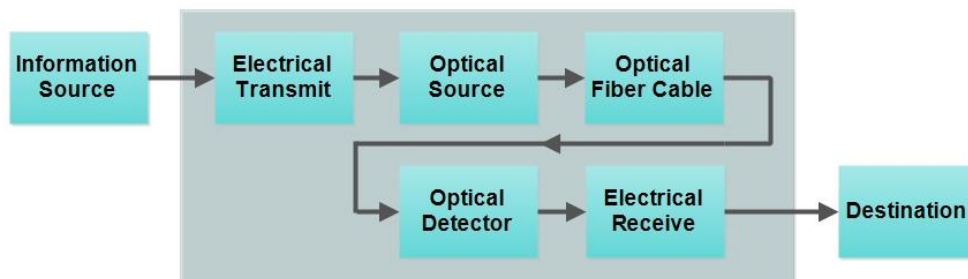 Information
Source
Electrical
Transmit
Optical
Source
Optical
Fiber Cable
Optical
Detector
Electrical
Receive
Destination